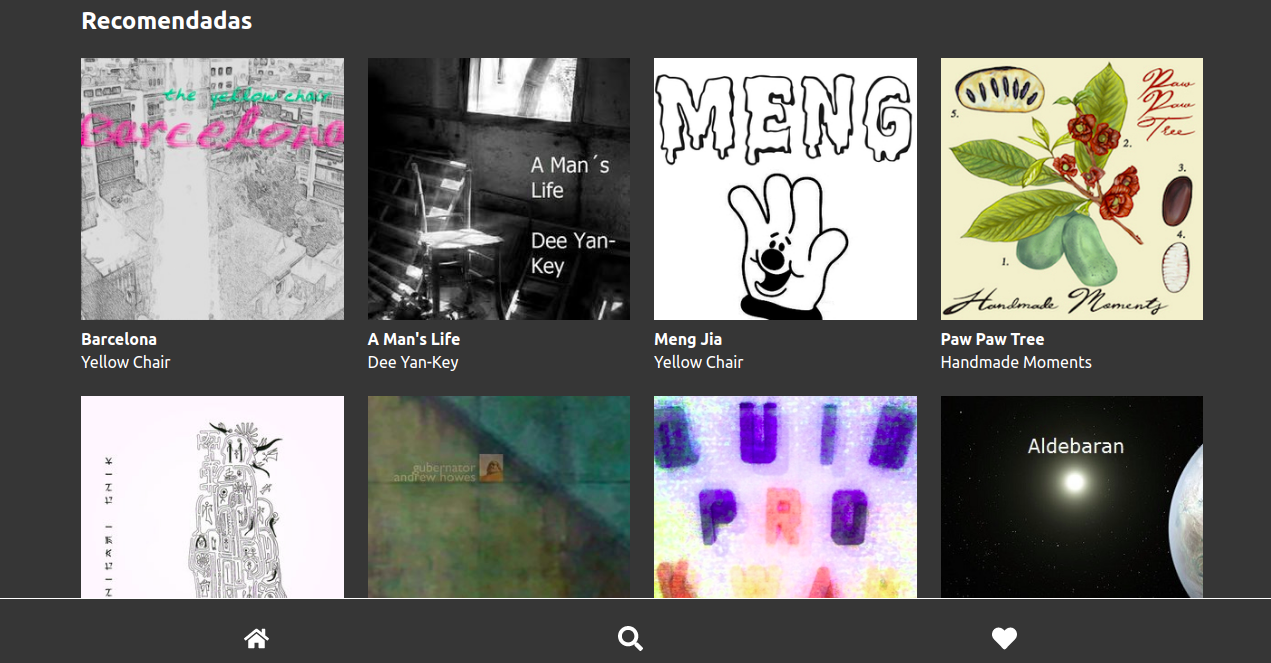 Recomendadas
the yellow chair
Barcelona
A Man´s
Life
Dee Yan-
Key
MENG
Paw
Paw
Tree
5.
2.
3.
4.
1.
Handmade Moments
Barcelona
Yellow Chair
A Man's Life
Dee Yan-Key
Meng Jia
Yellow Chair
Paw Paw Tree
Handmade Moments
gubernator
andrew howes
P R O
Aldebaran